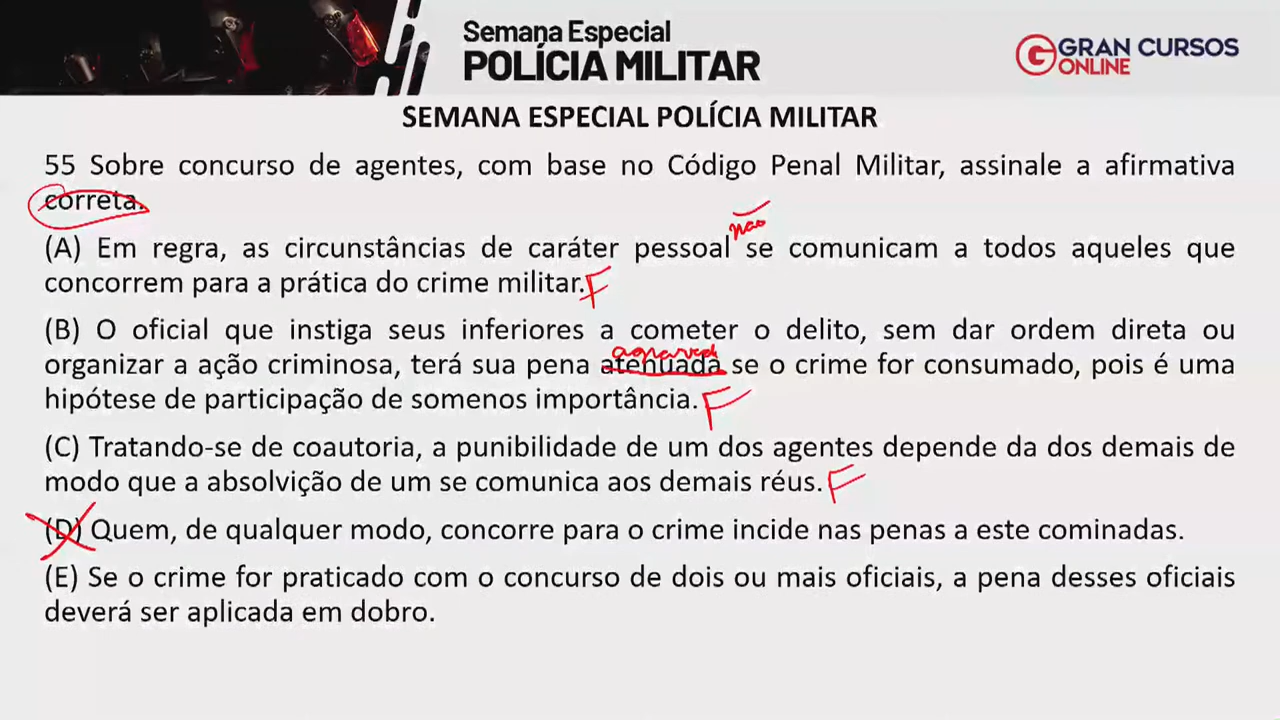 Semana Especial
POLÍCIA MILITAR
GRAN CURSOS
ONLINE
SEMANA ESPECIAL POLÍCIA MILITAR
55 Sobre concurso de agentes, com base no Código Penal Militar, assinale a afirmativa
correta.
não
(A) Em regra, as circunstâncias de caráter pessoal se comunicam a todos aqueles que
concorrem para a prática do crime militar. F
(B) O oficial que instiga seus inferiores a cometer o delito, sem dar ordem direta ou
organizar a ação criminosa, terá sua pena atenuada se o crime for consumado, pois é uma
hipótese de participação de somenos importância. F
(C) Tratando-se de coautoria, a punibilidade de um dos agentes depende da dos demais de
modo que a absolvição de um se comunica aos demais réus. F
(D) Quem, de qualquer modo, concorre para o crime incide nas penas a este cominadas.
(E) Se o crime for praticado com o concurso de dois ou mais oficiais, a pena desses oficiais
deverá ser aplicada em dobro.